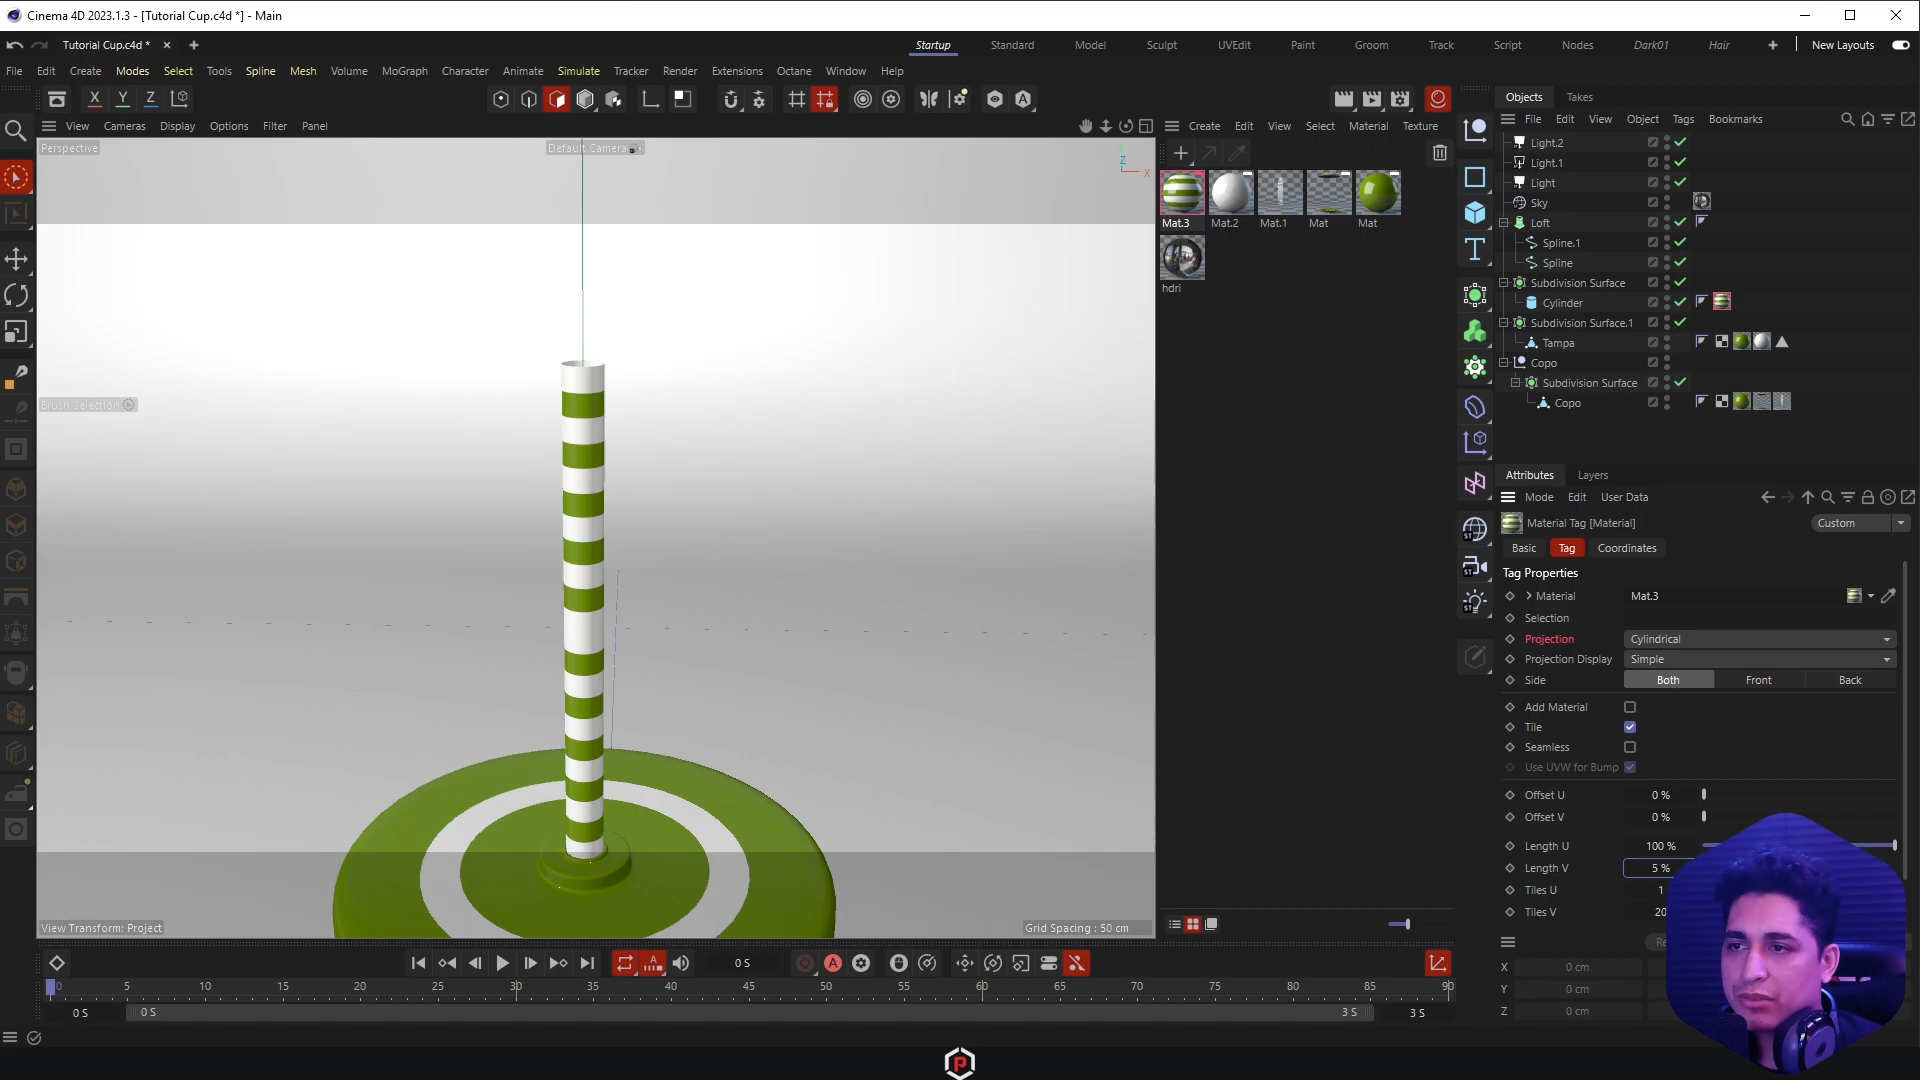 Cinema 4D 2023.1.3 - [Tutorial Cup.c4d *] - Main
Tutorial Cup.c4d *
Startup
Standard
Model
Sculpt
UVEdit
Paint
Groom
Track
Script
Nodes
Dark01
Hair
New Layouts
File Edit Create Modes Select Tools Spline Mesh Volume MoGraph Character Animate Simulate Tracker Render Extensions Octane Window Help
X Y Z
Objects Takes
File Edit View Object Tags Bookmarks
View Cameras Display Options Filter Panel
Create Edit View Select Material Texture
Perspective
Default Camera
Y
Z
X
Mat.3 Mat.2 Mat.1 Mat Mat
hdri
Light.2
Light.1
Light
Sky
Loft
Spline.1
Spline
Subdivision Surface
Cylinder
Subdivision Surface.1
Tampa
Copo
Subdivision Surface
Copo
Brush Selection
Attributes Layers
Mode Edit User Data
Material Tag [Material]
Custom
Basic Tag Coordinates
Tag Properties
Material Mat.3
Selection
Projection Cylindrical
Projection Display Simple
Side Both Front Back
Add Material
Tile
Seamless
Use UVW for Bump
Offset U 0 %
Offset V 0 %
Length U 100 %
Length V 5 %
Tiles U 1
Tiles V 20
Re
X 0 cm
Y 0 cm
Z 0 cm
ST
ST
ST
View Transform: Project
Grid Spacing : 50 cm
0 S
0 5 10 15 20 25 30 35 40 45 50 55 60 65 70 75 80 85 90
0 S 0 S 3 S 3 S
P